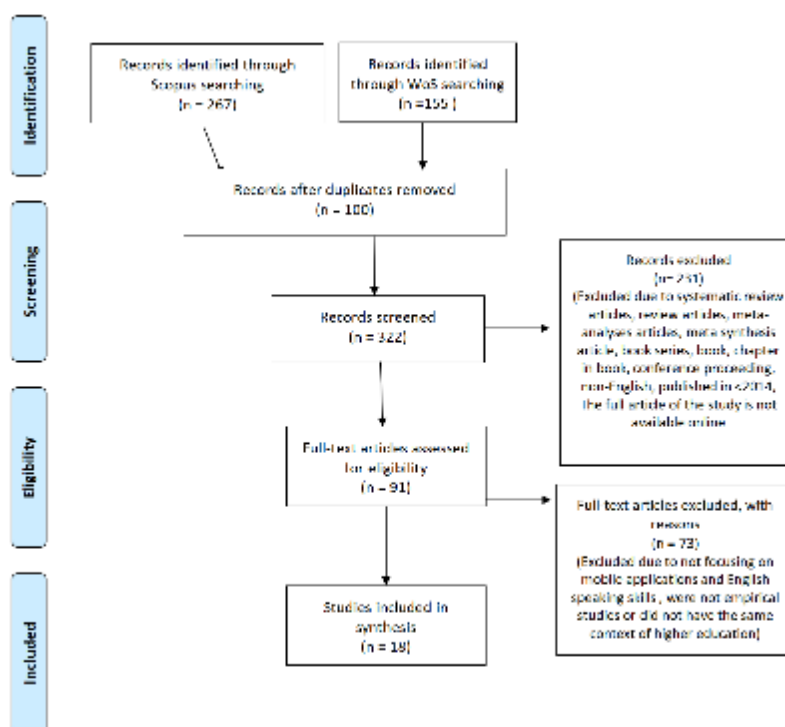 Identification
Records identified through
Scopus searching
(n = 267)
Records identified
through WoS searching
(n =155 )
Records after duplicates removed
(n = 100)
Screening
Records screened
(n = 322)
Records excluded
(n= 231)
(Excluded due to systematic review
articles, review articles, meta-
analyses articles, meta synthesis
article, book series, book, chapter
in book, conference proceeding,
non-English, published in <2014,
The full article of the study is not
available online
Eligibility
Full-text articles assessed
for eligibility
(n = 91)
Full text articles excluded, with
reasons
(n = 73)
(Excluded due to not focusing on
mobile applications and English
speaking skills , were not empirical
studies or did not have the same
context of higher education)
Included
Studies included in
synthesis
(n = 18)